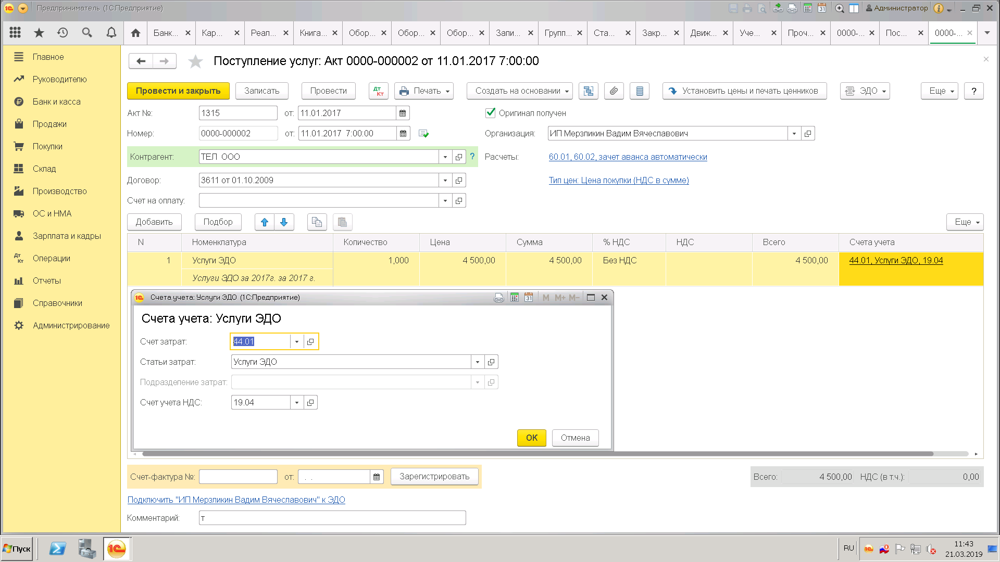 Предприниматель (1С:Предприятие)
M M+ M-
Администратор
Банк... Кар... Реал... Книга... Обор... Обор... Обор... Запи... Групп... Ста... Закр... Движ... Уче... Проч... 0000-... Пос... 0000-...
Главное
Руководителю
Банк и касса
Продажи
Покупки
Склад
Производство
ОС и НМА
Зарплата и кадры
Операции
Отчеты
Справочники
Администрирование
Поступление услуг: Акт 0000-000002 от 11.01.2017 7:00:00
Провести и закрыть Записать Провести Дт Кт Печать Создать на основании Установить цены и печать ценников ЭДО Еще ?
Акт №: 1315 от: 11.01.2017 Оригинал получен
Номер: 0000-000002 от: 11.01.2017 7:00:00 Организация: ИП Мерзликин Вадим Вячеславович
Контрагент: ТЕЛ ООО ? Расчеты: 60.01, 60.02, зачет аванса автоматически
Договор: 3611 от 01.10.2009 Тип цен: Цена покупки (НДС в сумме)
Счет на оплату:
Добавить Подбор Еще
N Номенклатура Количество Цена Сумма % НДС НДС Всего Счета учета
1 Услуги ЭДО 1,000 4 500,00 4 500,00 Без НДС 4 500,00 44.01, Услуги ЭДО, 19.04
Услуги ЭДО за 2017г. за 2017 г.
Счета учета: Услуги ЭДО (1С:Предприятие)
Счета учета: Услуги ЭДО
Счет затрат: 44.01
Статьи затрат: Услуги ЭДО
Подразделение затрат:
Счет учета НДС: 19.04
ОК Отмена
Счет-фактура №: от: . . Зарегистрировать Всего: 4 500,00 НДС (в т.ч.): 0,00
Подключить "ИП Мерзликин Вадим Вячеславович" к ЭДО
Комментарий: т
Пуск RU 11:43
21.03.2019